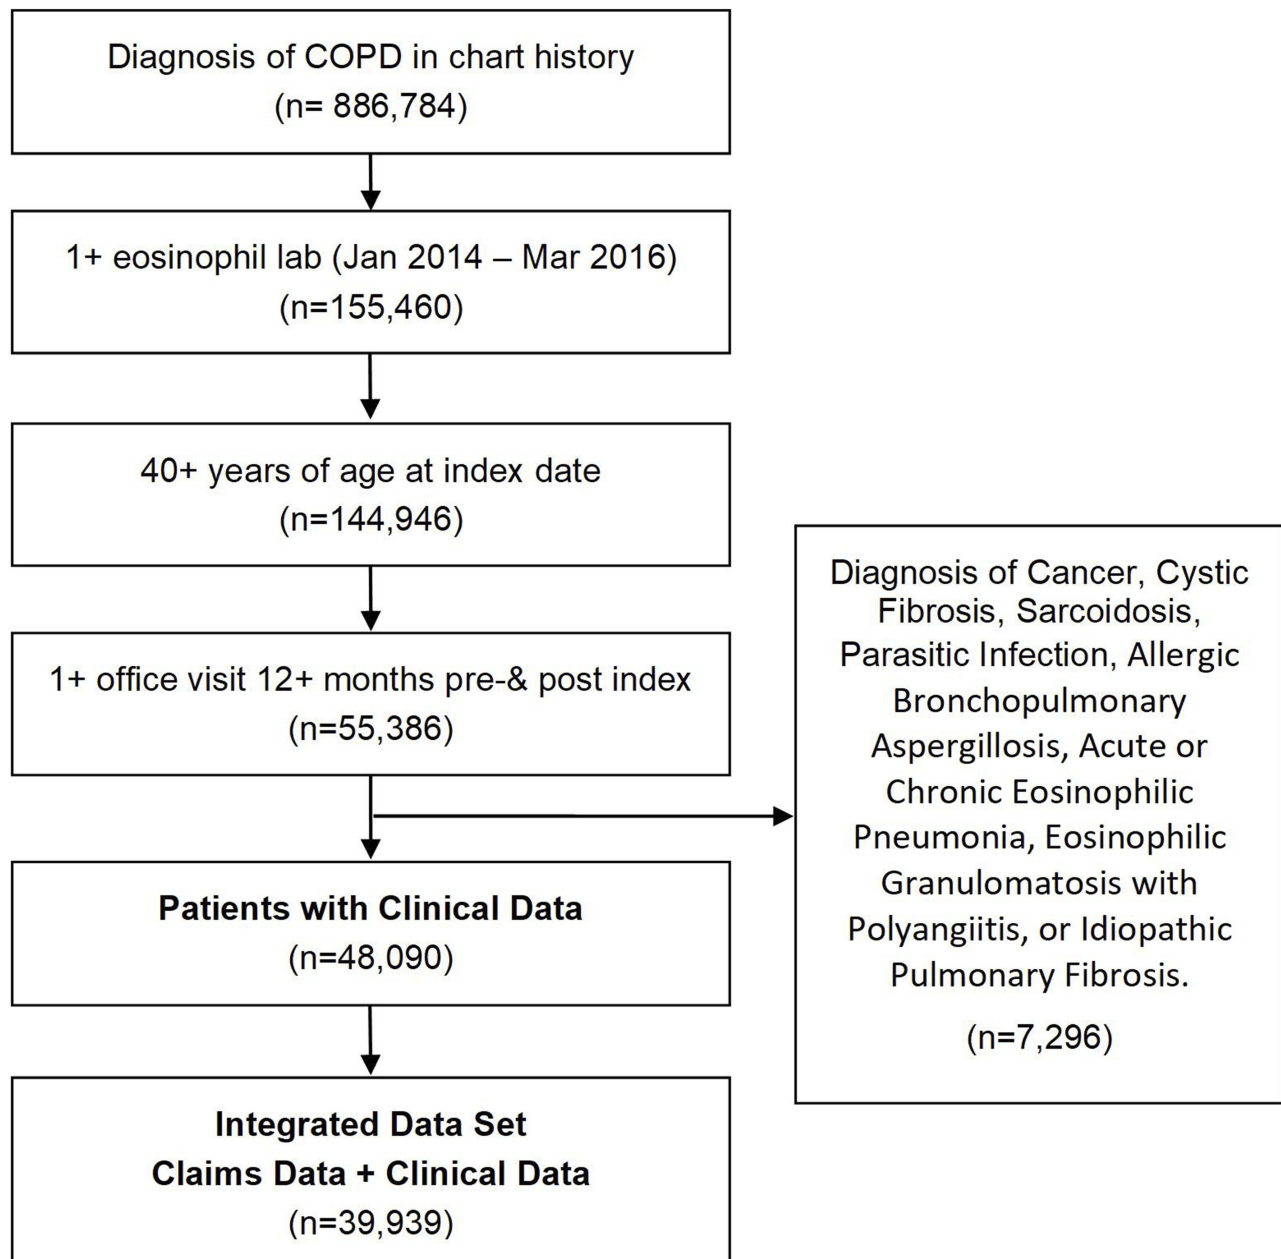 Diagnosis of COPD in chart history
(n= 886,784)
1+ eosinophil lab (Jan 2014 – Mar 2016)
(n=155,460)
40+ years of age at index date
(n=144,946)
1+ office visit 12+ months pre-& post index
(n=55,386)
Diagnosis of Cancer, Cystic
Fibrosis, Sarcoidosis,
Parasitic Infection, Allergic
Bronchopulmonary
Aspergillosis, Acute or
Chronic Eosinophilic
Pneumonia, Eosinophilic
Granulomatosis with
Polyangiitis, or Idiopathic
Pulmonary Fibrosis.
(n=7,296)
Patients with Clinical Data
(n=48,090)
Integrated Data Set
Claims Data + Clinical Data
(n=39,939)